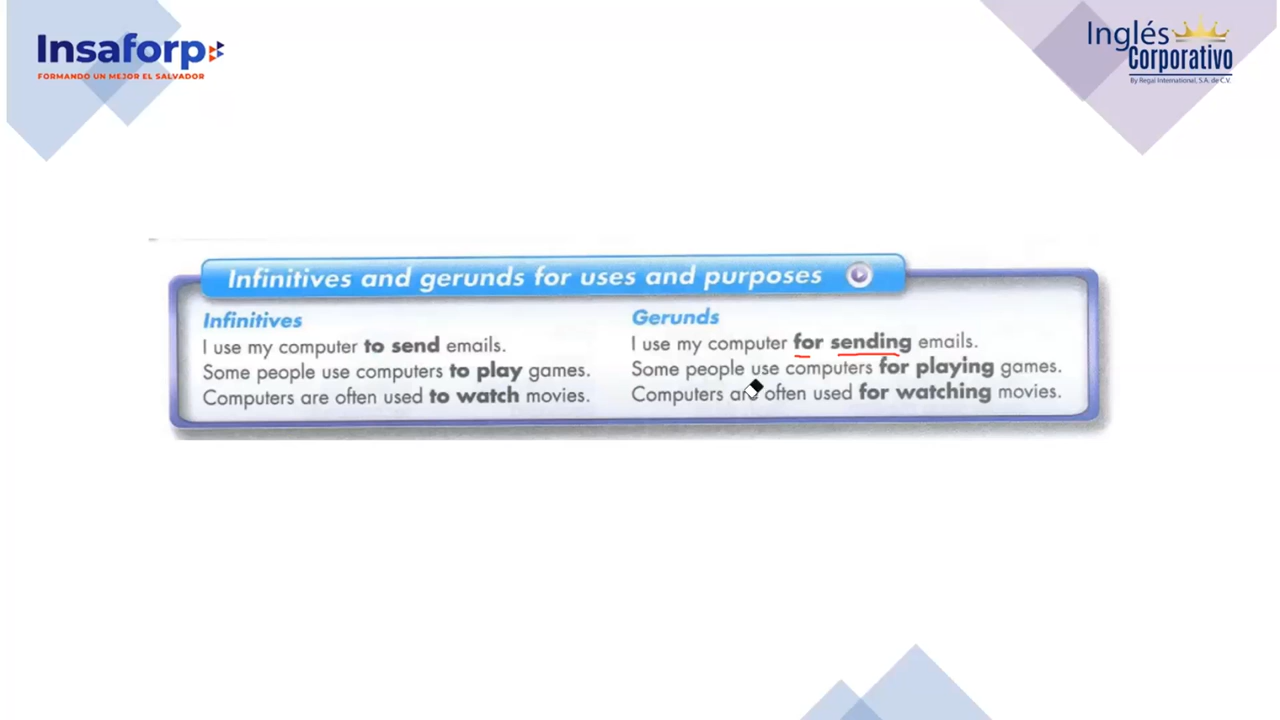 Insaforp
FORMANDO UN MEJOR EL SALVADOR
Inglés
Corporativo
By Regal International, S.A. de C.V.
Infinitives and gerunds for uses and purposes
Infinitives
I use my computer to send emails.
Some people use computers to play games.
Computers are often used to watch movies.
Gerunds
I use my computer for sending emails.
Some people use computers for playing games.
Computers are often used for watching movies.